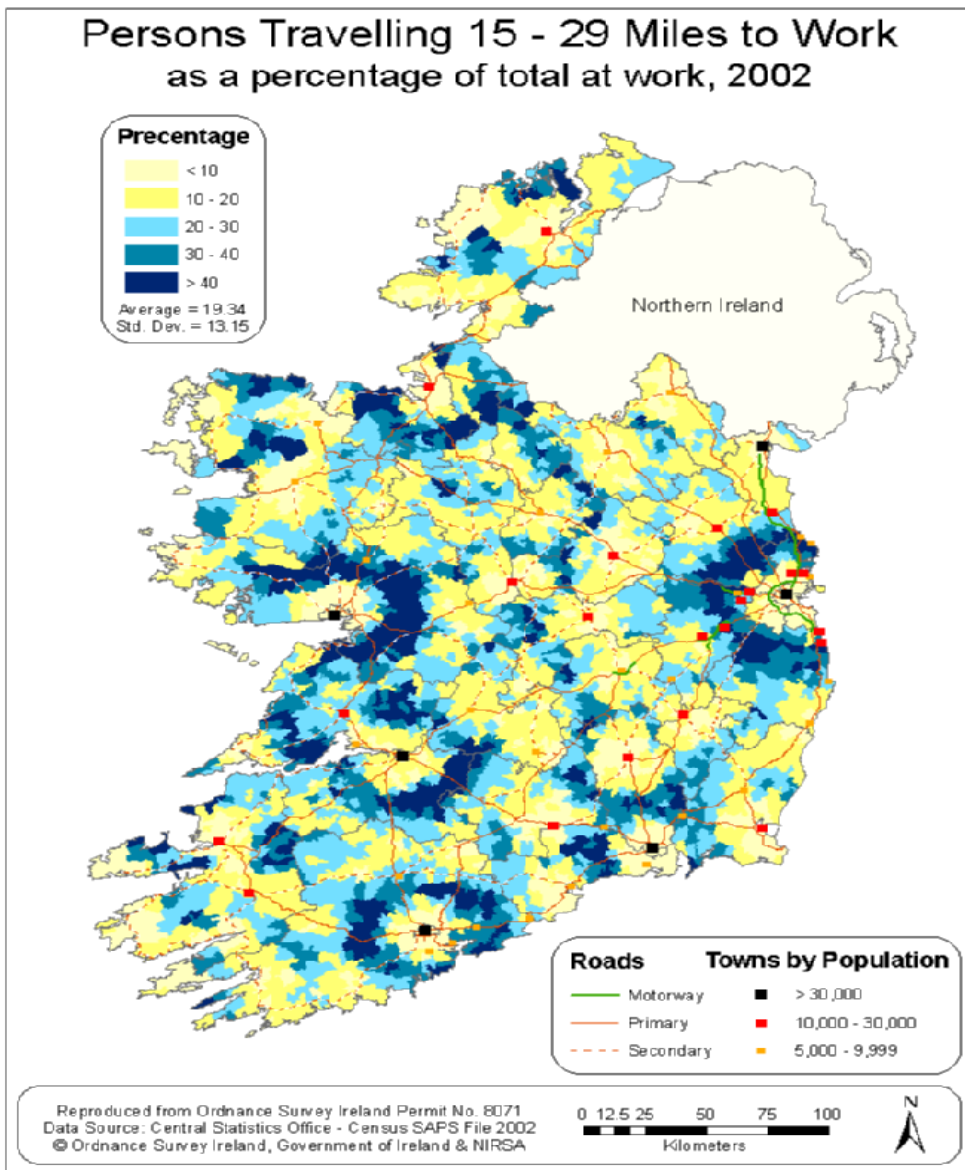 Persons Travelling 15 - 29 Miles to Work
as a percentage of total at work, 2002
Precentage
< 10
10 - 20
20 - 30
30 - 40
> 40
Average = 19.34
Std. Dev. = 13.15
Northern Ireland
Roads
Motorway
Primary
Secondary
Towns by Population
> 30,000
10,000 - 30,000
5,000 - 9,999
Reproduced from Ordnance Survey Ireland Permit No. 8071
Data Source: Central Statistics Office - Census SAPS File 2002
© Ordnance Survey Ireland, Government of Ireland & NIRSA
0 12.5 25 50 75 100
Kilometers
N